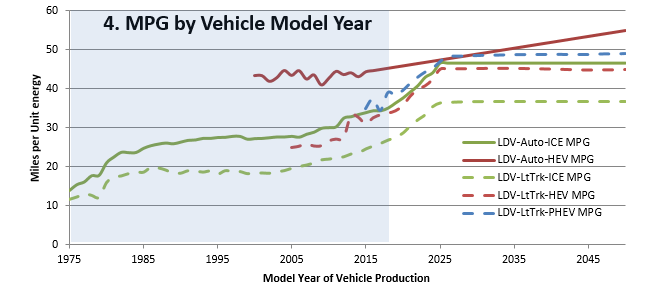 4. MPG by Vehicle Model Year
Miles per Unit energy
60
50
40
30
20
10
0
LDV-Auto-ICE MPG
LDV-Auto-HEV MPG
LDV-LtTrk-ICE MPG
LDV-LtTrk-HEV MPG
LDV-LtTrk-PHEV MPG
1975 1985 1995 2005 2015 2025 2035 2045
Model Year of Vehicle Production